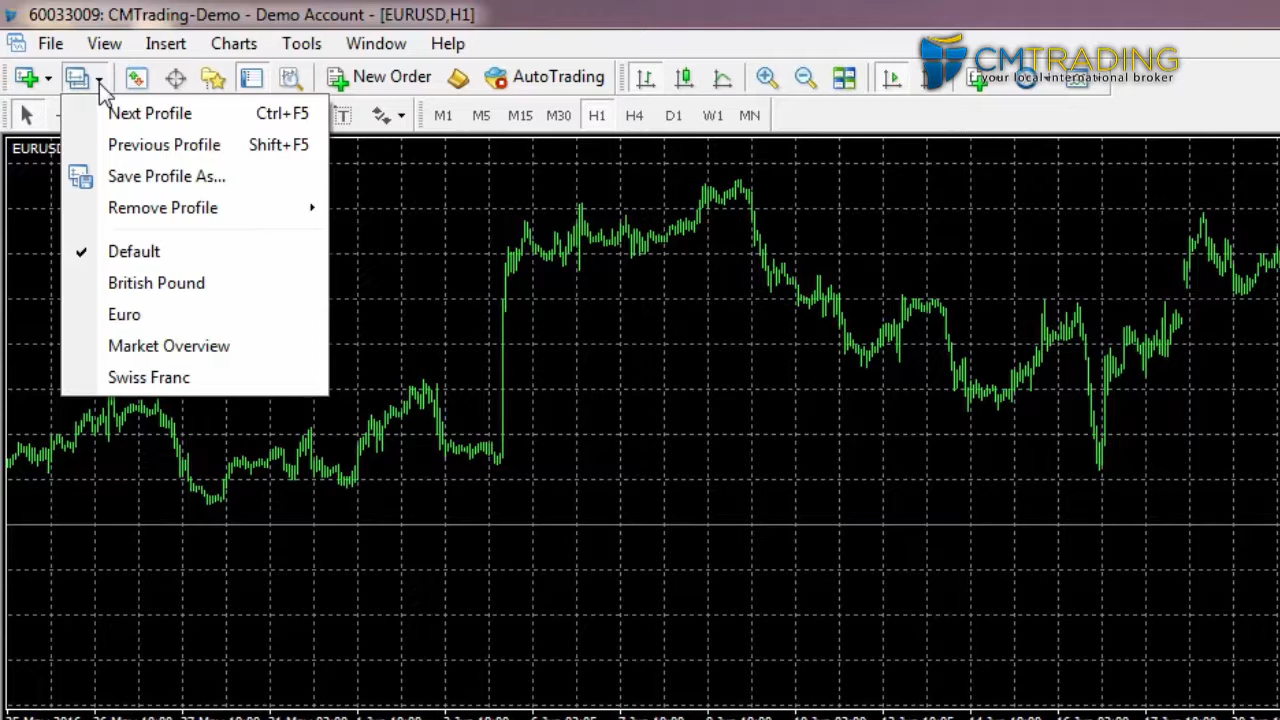 60033009: CMTrading-Demo - Demo Account - [EURUSD,H1]
File View Insert Charts Tools Window Help
CMTRADING
your local international broker
New Order AutoTrading
M1 M5 M15 M30 H1 H4 D1 W1 MN
Next Profile Ctrl+F5
Previous Profile Shift+F5
Save Profile As...
Remove Profile
Default
British Pound
Euro
Market Overview
Swiss Franc